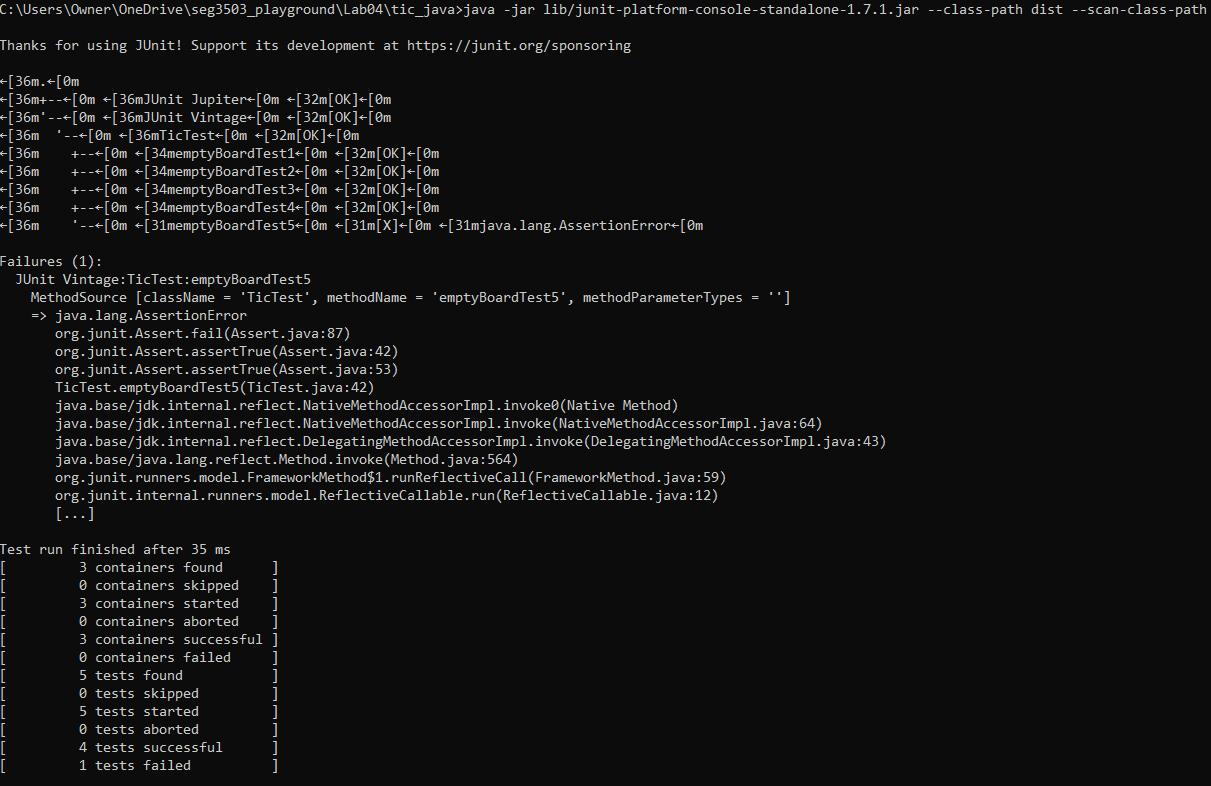 C:\Users\Owner\OneDrive\seg3503_playground\Lab04\tic_java>java -jar lib/junit-platform-console-standalone-1.7.1.jar --class-path dist --scan-class-path

Thanks for using JUnit! Support its development at https://junit.org/sponsoring

←[36m.←[0m
←[36m+--←[0m ←[36mJUnit Jupiter←[0m ←[32m[OK]←[0m
←[36m'--←[0m ←[36mJUnit Vintage←[0m ←[32m[OK]←[0m
←[36m  '--←[0m ←[36mTicTest←[0m ←[32m[OK]←[0m
←[36m    +--←[0m ←[34memptyBoardTest1←[0m ←[32m[OK]←[0m
←[36m    +--←[0m ←[34memptyBoardTest2←[0m ←[32m[OK]←[0m
←[36m    +--←[0m ←[34memptyBoardTest3←[0m ←[32m[OK]←[0m
←[36m    +--←[0m ←[34memptyBoardTest4←[0m ←[32m[OK]←[0m
←[36m    '--←[0m ←[31memptyBoardTest5←[0m ←[31m[X]←[0m ←[31mjava.lang.AssertionError←[0m

Failures (1):
  JUnit Vintage:TicTest:emptyBoardTest5
    MethodSource [className = 'TicTest', methodName = 'emptyBoardTest5', methodParameterTypes = '']
    => java.lang.AssertionError
       org.junit.Assert.fail(Assert.java:87)
       org.junit.Assert.assertTrue(Assert.java:42)
       org.junit.Assert.assertTrue(Assert.java:53)
       TicTest.emptyBoardTest5(TicTest.java:42)
       java.base/jdk.internal.reflect.NativeMethodAccessorImpl.invoke0(Native Method)
       java.base/jdk.internal.reflect.NativeMethodAccessorImpl.invoke(NativeMethodAccessorImpl.java:64)
       java.base/jdk.internal.reflect.DelegatingMethodAccessorImpl.invoke(DelegatingMethodAccessorImpl.java:43)
       java.base/java.lang.reflect.Method.invoke(Method.java:564)
       org.junit.runners.model.FrameworkMethod$1.runReflectiveCall(FrameworkMethod.java:59)
       org.junit.internal.runners.model.ReflectiveCallable.run(ReflectiveCallable.java:12)
       [...]

Test run finished after 35 ms
[         3 containers found      ]
[         0 containers skipped    ]
[         3 containers started    ]
[         0 containers aborted    ]
[         3 containers successful ]
[         0 containers failed     ]
[         5 tests found           ]
[         0 tests skipped         ]
[         5 tests started         ]
[         0 tests aborted         ]
[         4 tests successful      ]
[         1 tests failed          ]